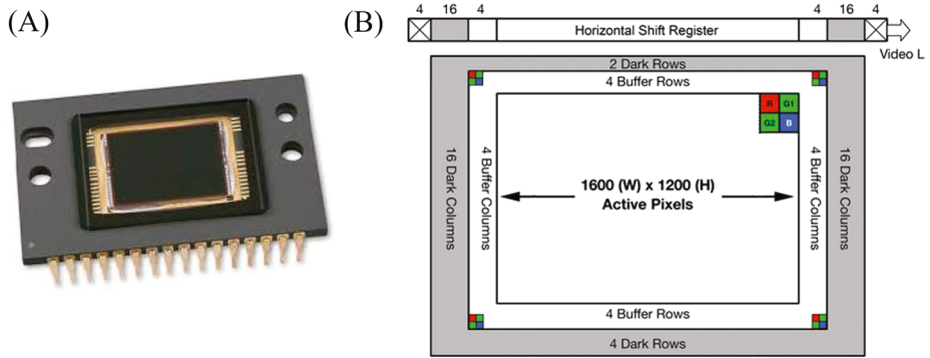 (A)
(B)
4 16 4
4 16 4
Horizontal Shift Register
Video L
2 Dark Rows
4 Buffer Rows
R G1
G2 B
16 Dark Columns
4 Buffer Columns
1600 (W) x 1200 (H)
Active Pixels
4 Buffer Columns
16 Dark Columns
4 Buffer Rows
4 Dark Rows